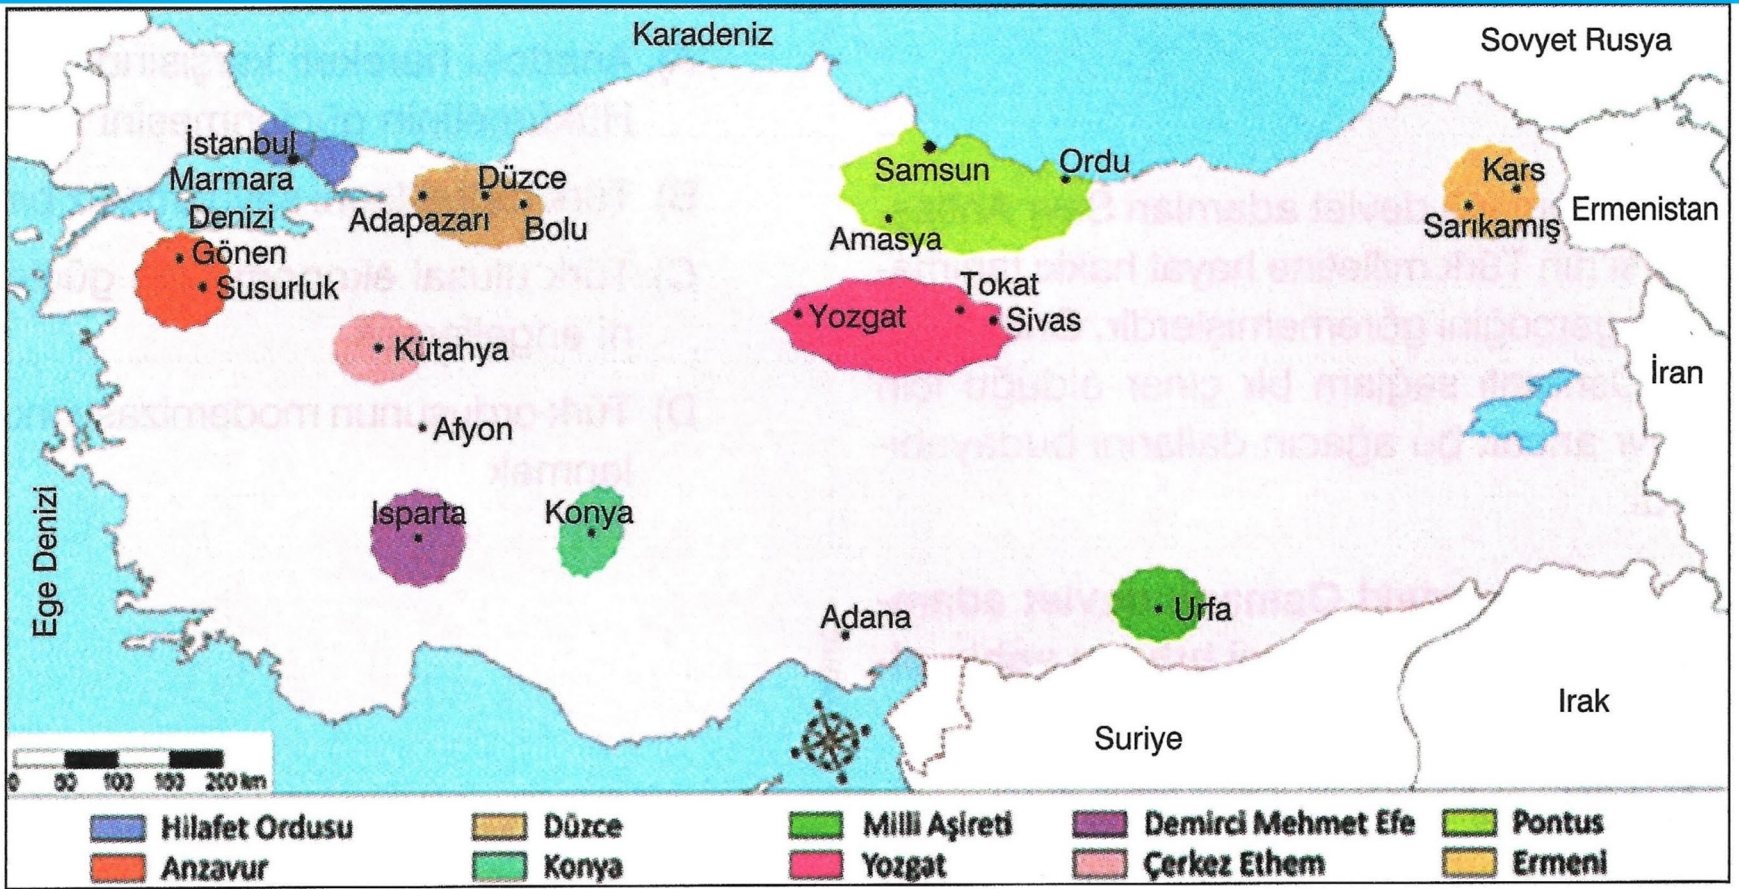 Karadeniz
Sovyet Rusya
İstanbul
Marmara
Denizi
Adapazarı
Düzce
Bolu
Samsun
Ordu
Amasya
Kars
Sarıkamış
Ermenistan
Gönen
Susurluk
Tokat
Yozgat
Sivas
Kütahya
İran
Afyon
Isparta
Konya
Ege Denizi
Adana
Urfa
Suriye
Irak
0 50 100 150 200 km
Hilafet Ordusu
Düzce
Milli Aşireti
Demirci Mehmet Efe
Pontus
Anzavur
Konya
Yozgat
Çerkez Ethem
Ermeni